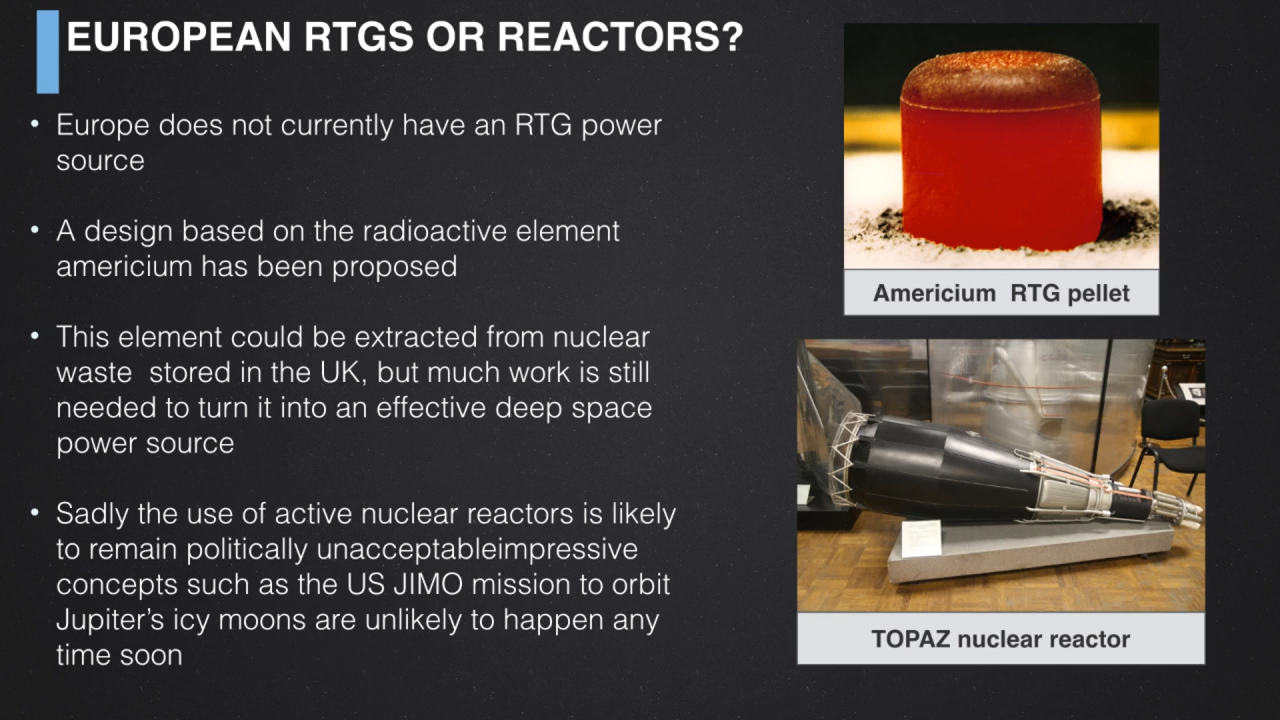 EUROPEAN RTGS OR REACTORS?
• Europe does not currently have an RTG power
source
• A design based on the radioactive element
americium has been proposed
• This element could be extracted from nuclear
waste  stored in the UK, but much work is still
needed to turn it into an effective deep space
power source
• Sadly the use of active nuclear reactors is likely
to remain politically unacceptableimpressive
concepts such as the US JIMO mission to orbit
Jupiter’s icy moons are unlikely to happen any
time soon
Americium  RTG pellet
TOPAZ nuclear reactor